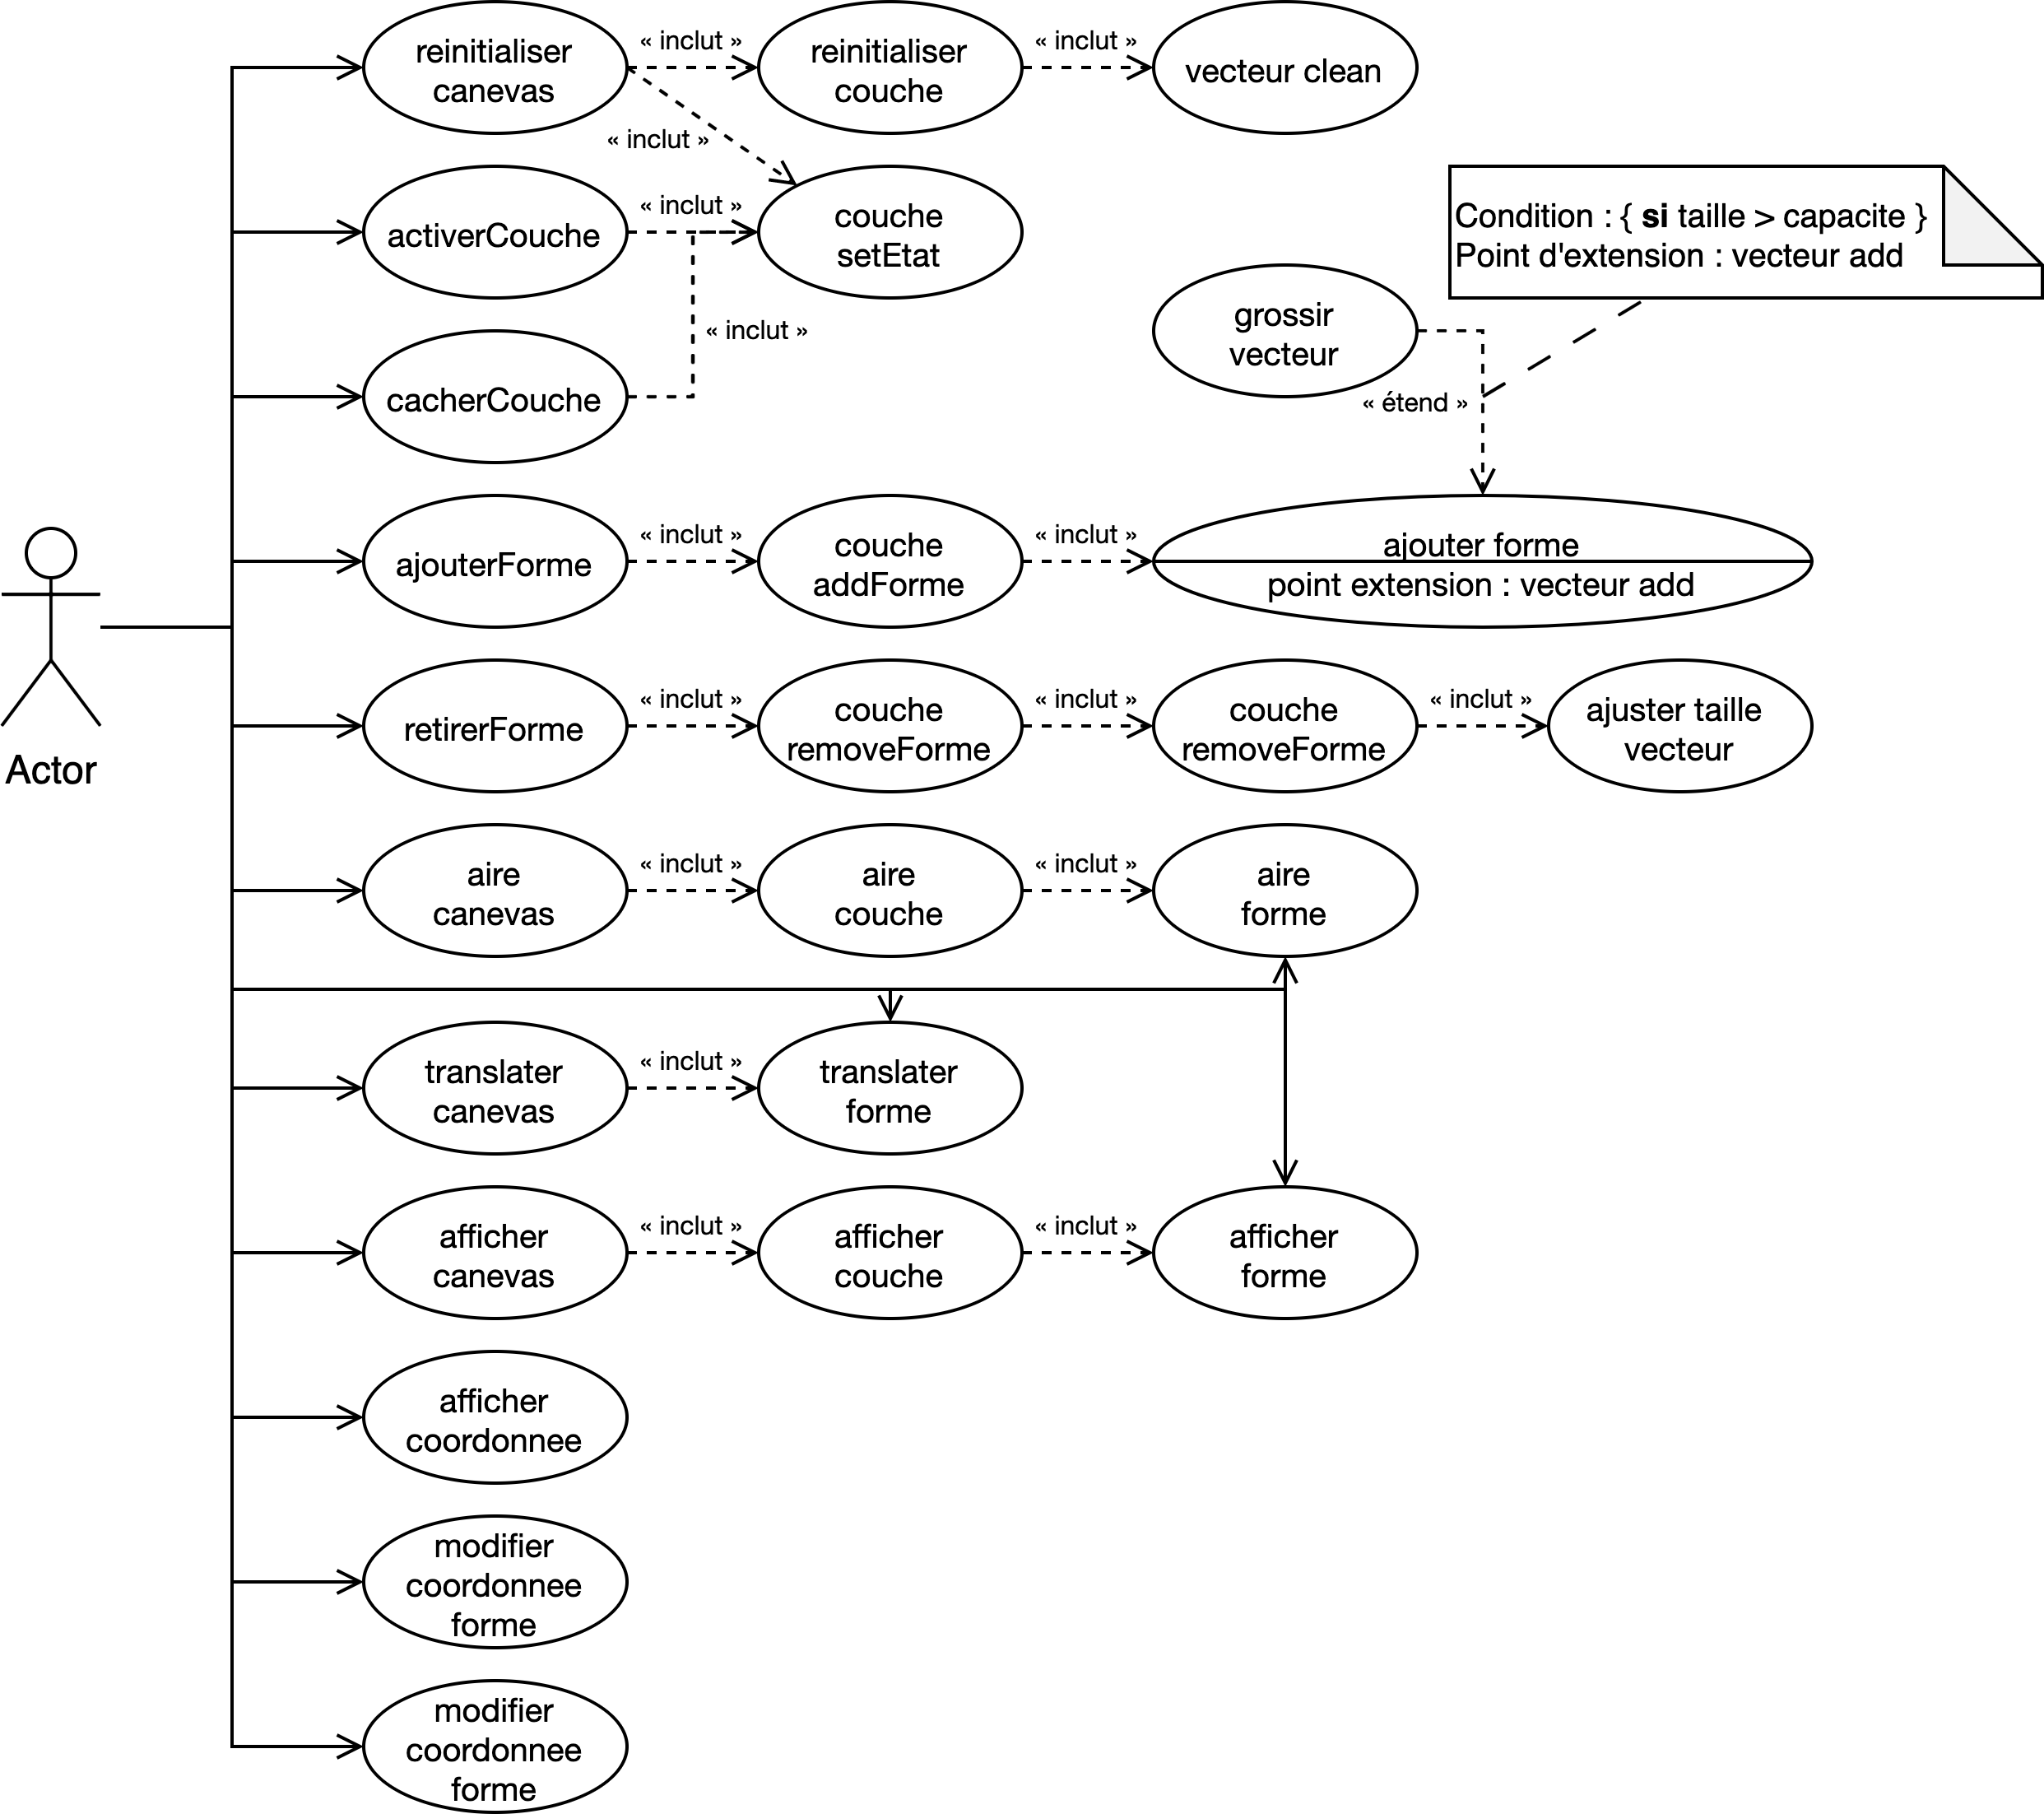 reinitialiser
canevas
« inclut »
reinitialiser
couche
« inclut »
vecteur clean
« inclut »
activerCouche
« inclut »
couche
setEtat
Condition : { si taille > capacite }
Point d'extension : vecteur add
cacherCouche
« inclut »
grossir
vecteur
« étend »
ajouterForme
« inclut »
couche
addForme
« inclut »
ajouter forme
point extension : vecteur add
Actor
retirerForme
« inclut »
couche
removeForme
« inclut »
couche
removeForme
« inclut »
ajuster taille
vecteur
aire
canevas
« inclut »
aire
couche
« inclut »
aire
forme
translater
canevas
« inclut »
translater
forme
afficher
canevas
« inclut »
afficher
couche
« inclut »
afficher
forme
afficher
coordonnee
modifier
coordonnee
forme
modifier
coordonnee
forme